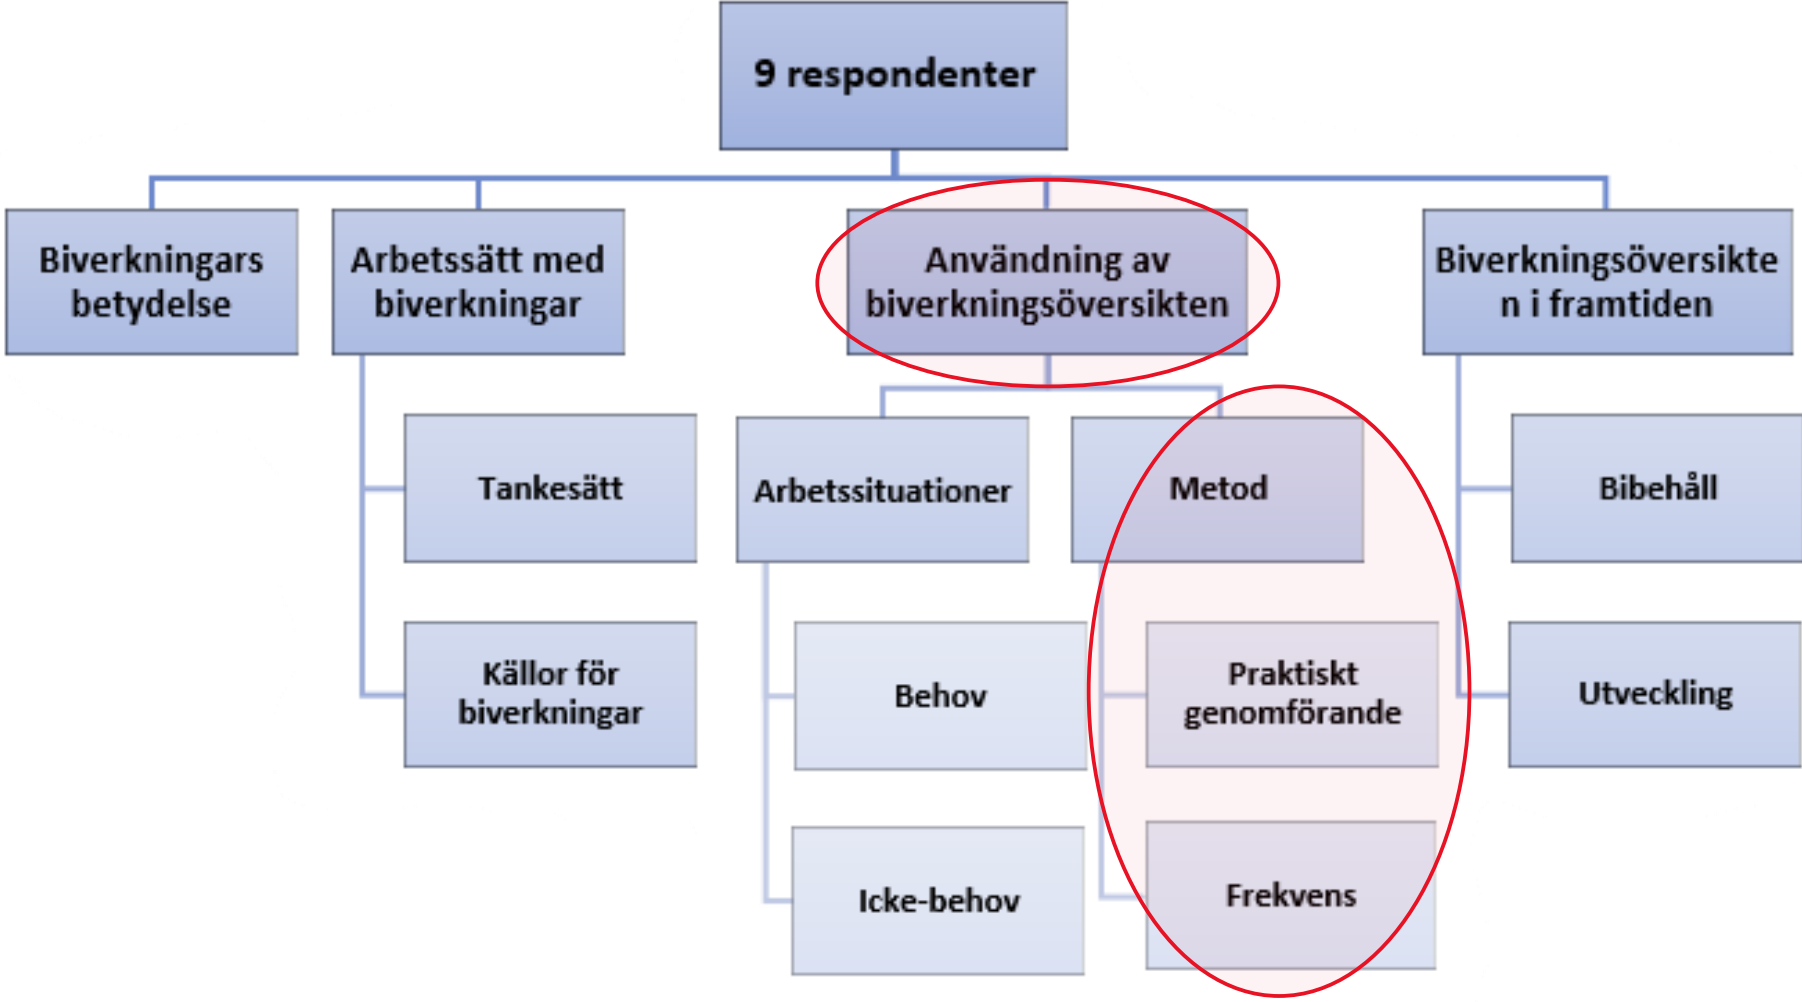 9 respondenter
Biverkningars
betydelse
Arbetssätt med
biverkningar
Tankesätt
Källor för
biverkningar
Användning av
biverkningsöversikten
Arbetssituationer
Behov
Icke-behov
Metod
Praktiskt
genomförande
Frekvens
Biverkningsöversikte
n i framtiden
Bibehåll
Utveckling